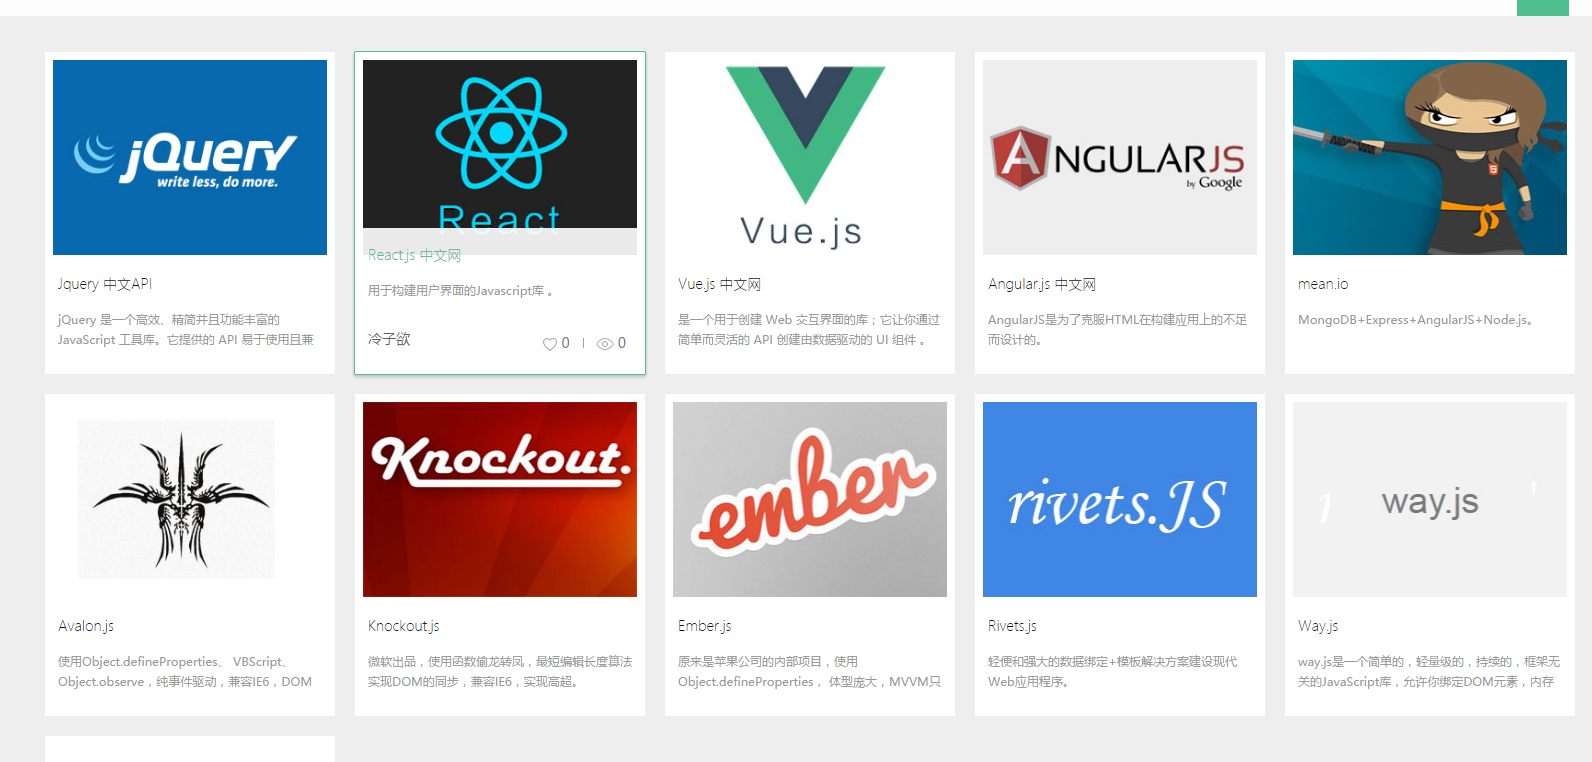 jQuery
write less, do more.
Jquery 中文API
jQuery 是一个高效、精简并且功能丰富的
JavaScript 工具库。它提供的 API 易于使用且兼
React
React.js 中文网
用于构建用户界面的Javascript库 。
冷子欲
0
0
Vue.js
Vue.js 中文网
是一个用于创建 Web 交互界面的库；它让你通过
简单而灵活的 API 创建由数据驱动的 UI 组件 。
ANGULARJS
by Google
Angular.js 中文网
AngularJS是为了克服HTML在构建应用上的不足
而设计的。
mean.io
MongoDB+Express+AngularJS+Node.js。
Avalon.js
使用Object.defineProperties、 VBScript、
Object.observe，纯事件驱动，兼容IE6，DOM
Knockout.
Knockout.js
微软出品，使用函数偷龙转凤，最短编辑长度算法
实现DOM的同步，兼容IE6，实现高超。
ember
Ember.js
原来是苹果公司的内部项目，使用
Object.defineProperties， 体型庞大，MVVM只
rivets.JS
Rivets.js
轻便和强大的数据绑定+模板解决方案建设现代
Web应用程序。
way.js
Way.js
way.js是一个简单的，轻量级的，持续的，框架无
关的JavaScript库，允许你绑定DOM元素，内存